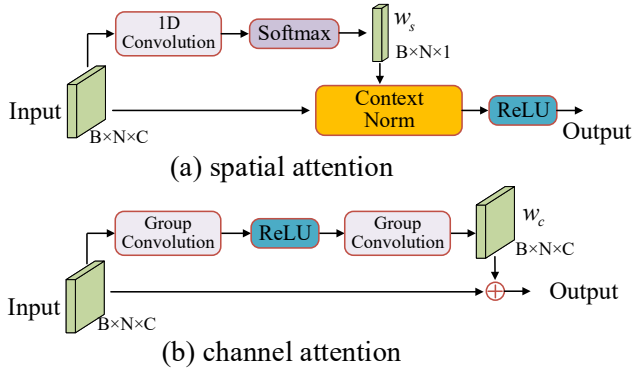 1D
Convolution
Softmax
w_s
B×N×1
Input
B×N×C
Context
Norm
ReLU
Output
(a) spatial attention
Group
Convolution
ReLU
Group
Convolution
w_c
B×N×C
Input
B×N×C
Output
(b) channel attention